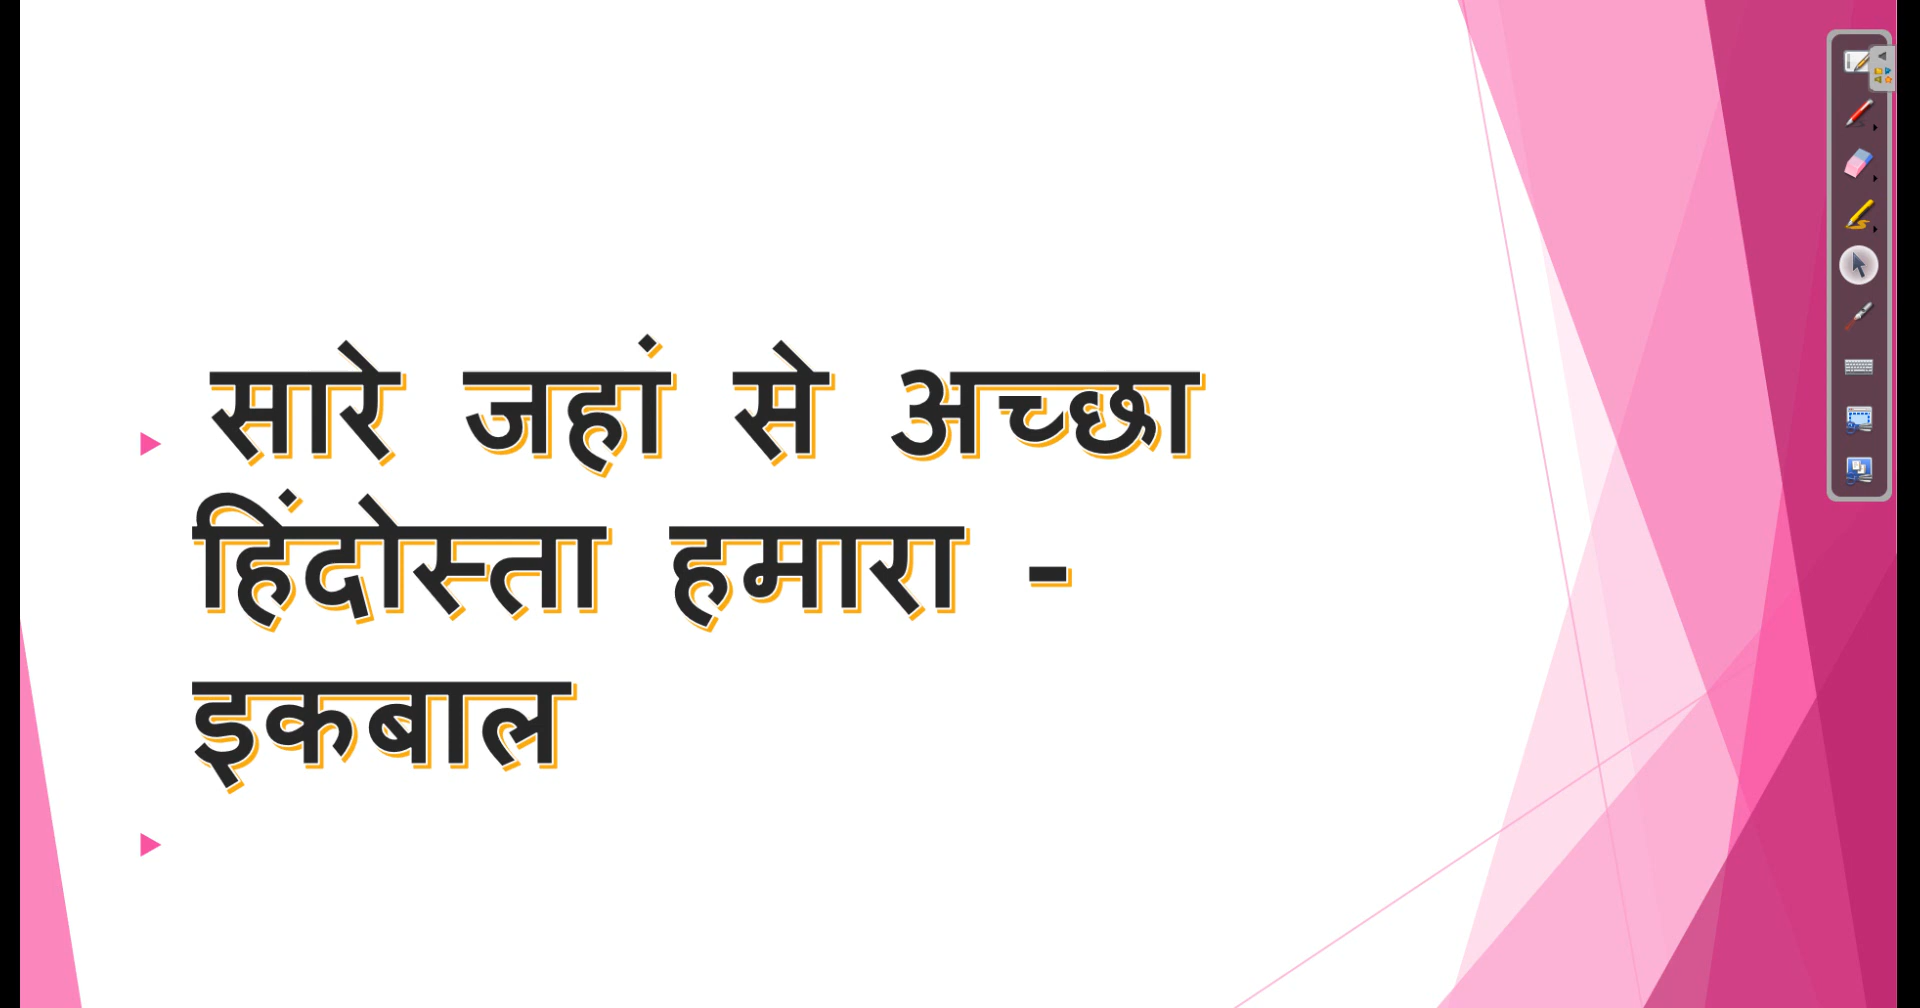 सारे जहां से अच्छा
हिंदोस्ता हमारा -
इकबाल